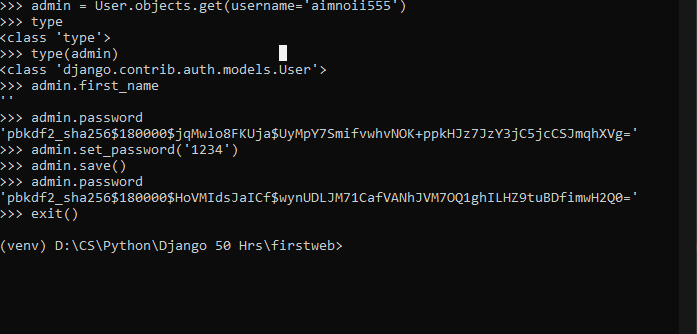 >>> admin = User.objects.get(username='aimnoii555')
>>> type
<class 'type'>
>>> type(admin)
<class 'django.contrib.auth.models.User'>
>>> admin.first_name
''
>>> admin.password
'pbkdf2_sha256$180000$jqMwio8FKUja$UyMpY7SmifvwhvNOK+ppkHJz7JzY3jC5jcCSJmqhXVg='
>>> admin.set_password('1234')
>>> admin.save()
>>> admin.password
'pbkdf2_sha256$180000$HoVMIdsJaICf$wynUDLJM71CafVANhJVM7OQ1ghILHZ9tuBDfimwH2Q0='
>>> exit()
(venv) D:\CS\Python\Django 50 Hrs\firstweb>